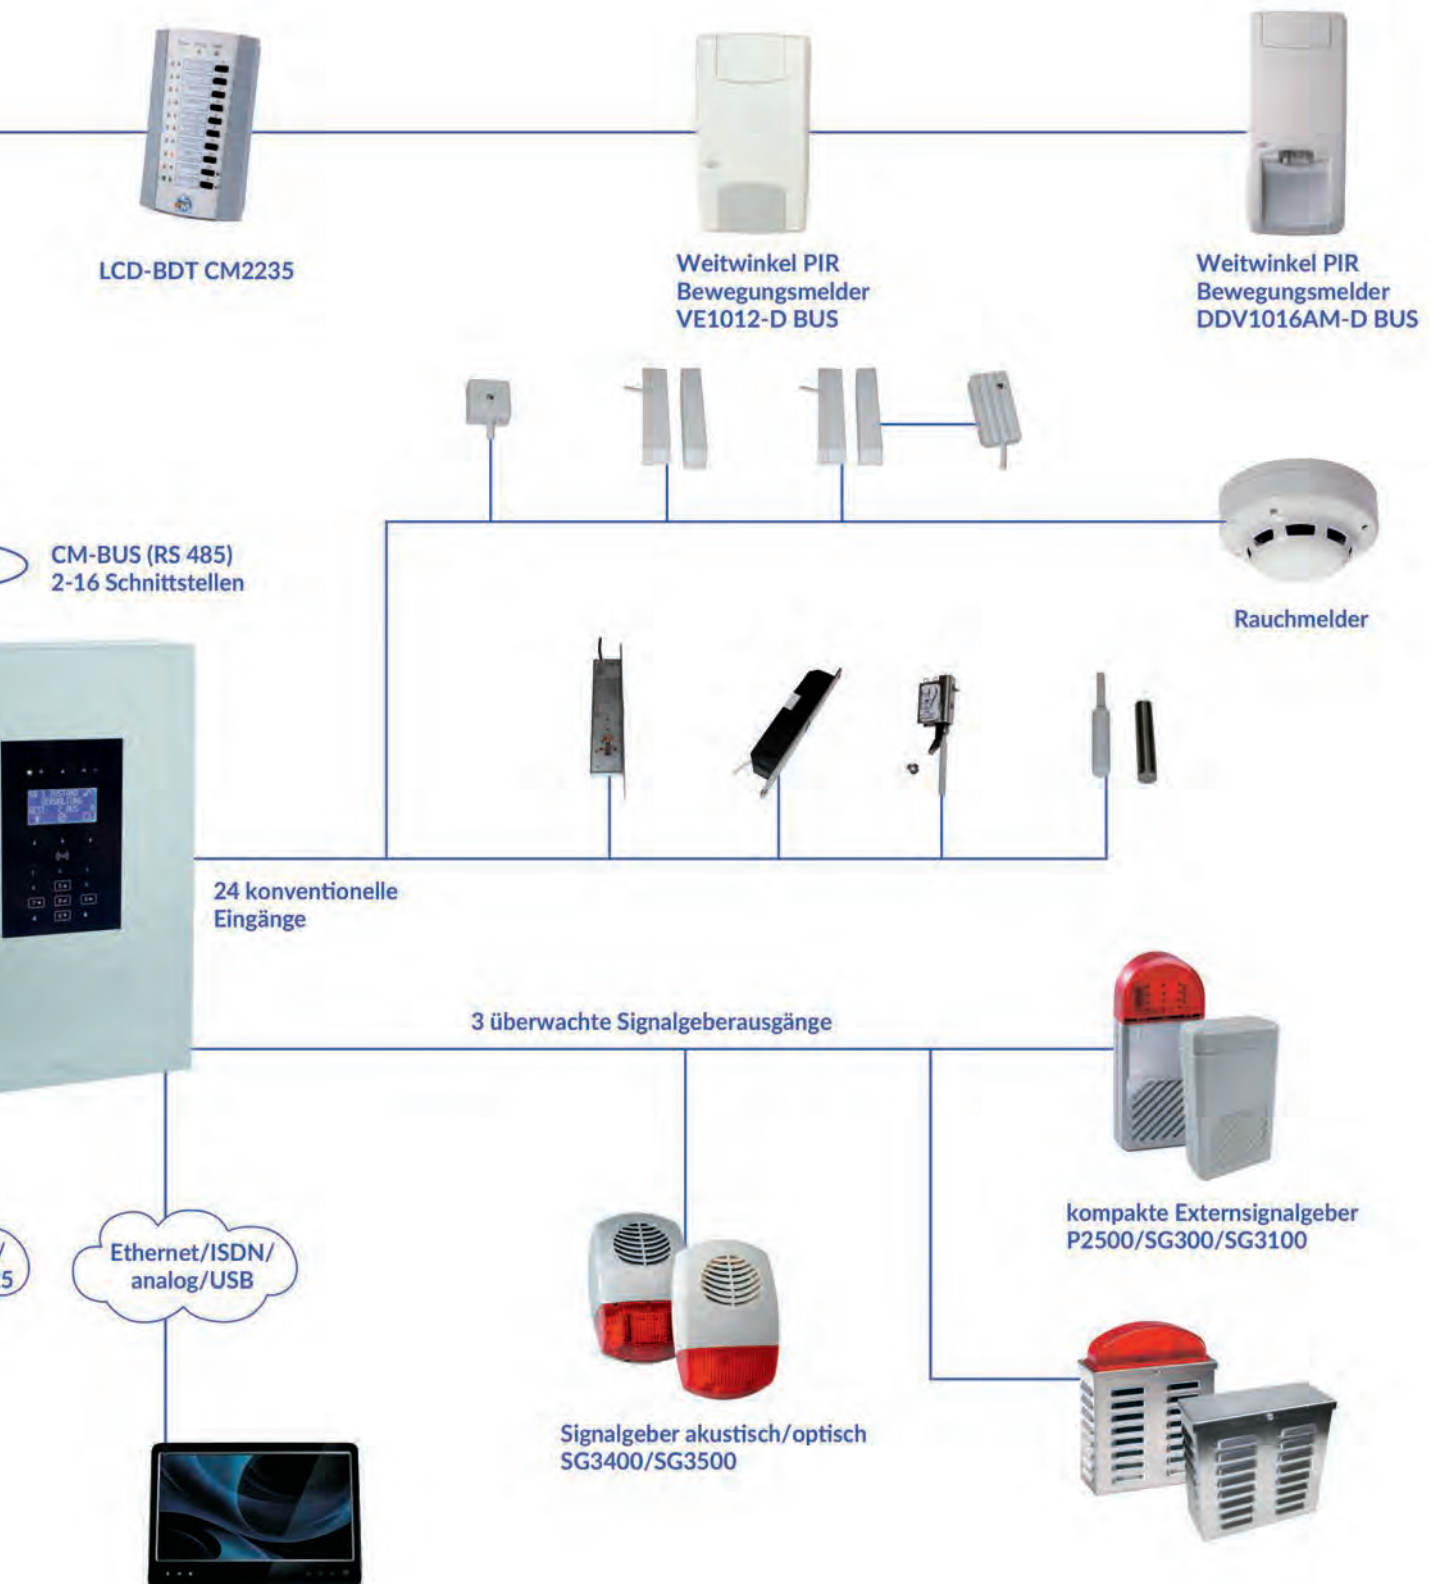 LCD-BDT CM2235
Weitwinkel PIR
Bewegungsmelder
VE1012-D BUS
Weitwinkel PIR
Bewegungsmelder
DDV1016AM-D BUS
CM-BUS (RS 485)
2-16 Schnittstellen
Rauchmelder
ZUSTAND
VERWALTUNG
24 konventionelle
Eingänge
3 überwachte Signalgeberausgänge
kompakte Externsignalgeber
P2500/SG300/SG3100
Ethernet/ISDN/
analog/USB
Signalgeber akustisch/optisch
SG3400/SG3500